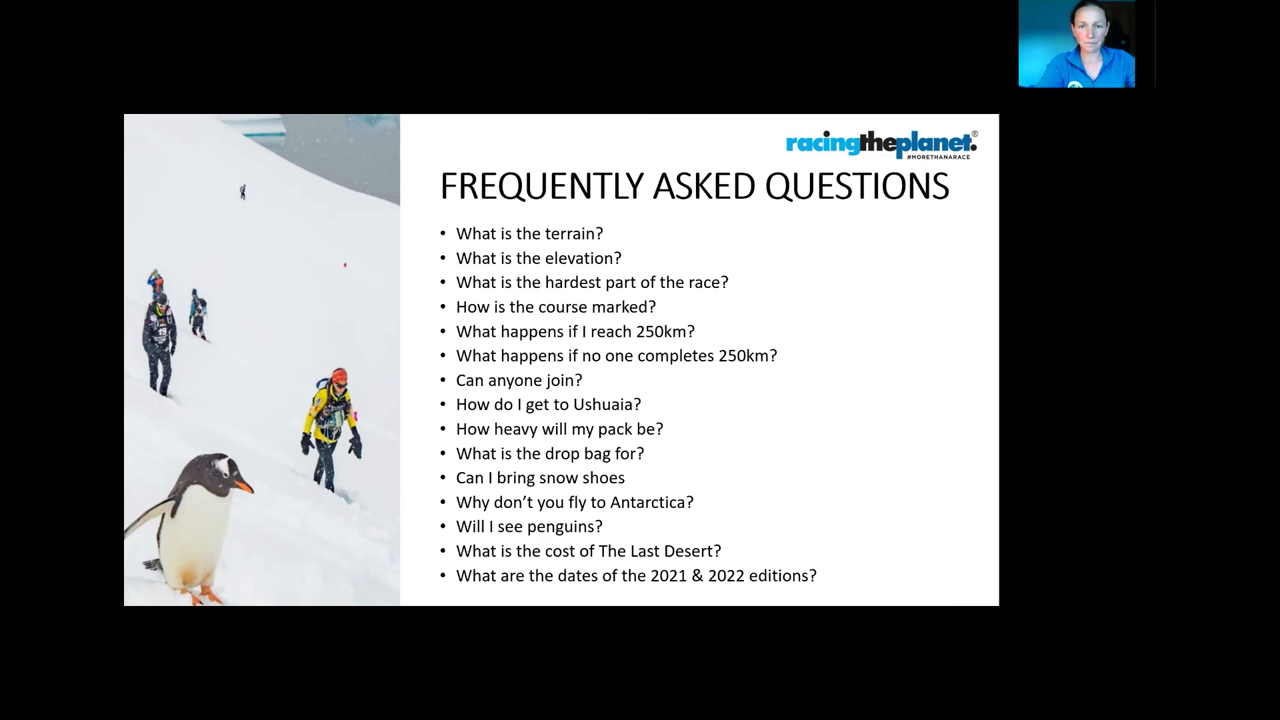 racingtheplanet.®
#MORETHANARACE
FREQUENTLY ASKED QUESTIONS
• What is the terrain?
• What is the elevation?
• What is the hardest part of the race?
• How is the course marked?
• What happens if I reach 250km?
• What happens if no one completes 250km?
• Can anyone join?
• How do I get to Ushuaia?
• How heavy will my pack be?
• What is the drop bag for?
• Can I bring snow shoes
• Why don’t you fly to Antarctica?
• Will I see penguins?
• What is the cost of The Last Desert?
• What are the dates of the 2021 & 2022 editions?